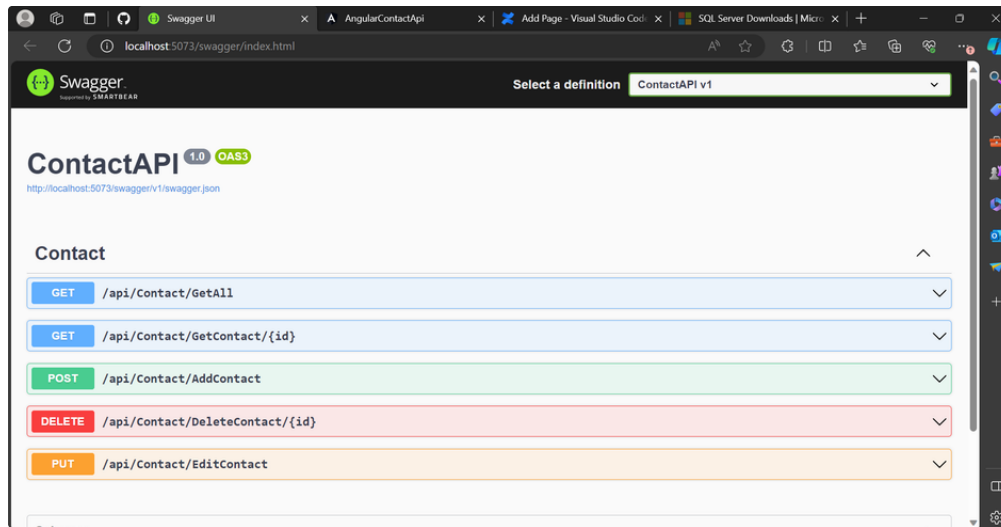 Swagger UI
AngularContactApi
Add Page - Visual Studio Code
SQL Server Downloads | Micro
localhost:5073/swagger/index.html
Swagger.
Supported by SMARTBEAR
Select a definition
ContactAPI v1
ContactAPI 1.0 OAS3
http://localhost:5073/swagger/v1/swagger.json
Contact
GET /api/Contact/GetAll
GET /api/Contact/GetContact/{id}
POST /api/Contact/AddContact
DELETE /api/Contact/DeleteContact/{id}
PUT /api/Contact/EditContact